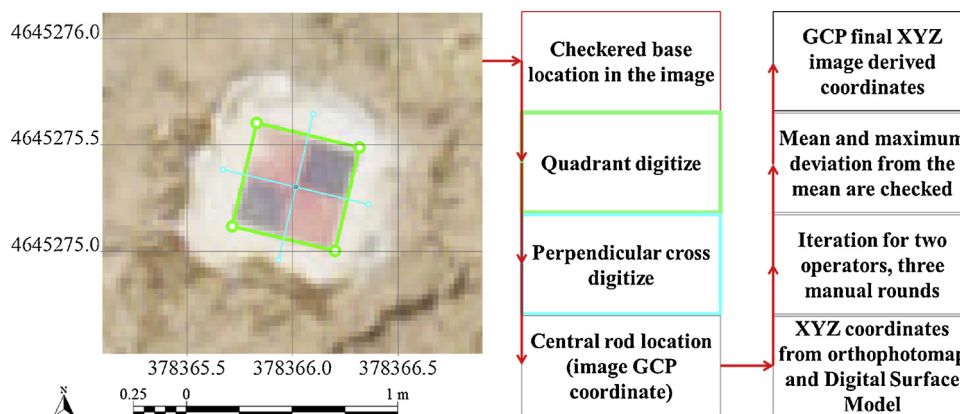 4645276.0
4645275.5
4645275.0
378365.5
378366.0
378366.5
N
0.25
0
1 m
Checkered base
location in the image
Quadrant digitize
Perpendicular cross
digitize
Central rod location
(image GCP
coordinate)
GCP final XYZ
image derived
coordinates
Mean and maximum
deviation from the
mean are checked
Iteration for two
operators, three
manual rounds
XYZ coordinates
from orthophotomap
and Digital Surface
Model